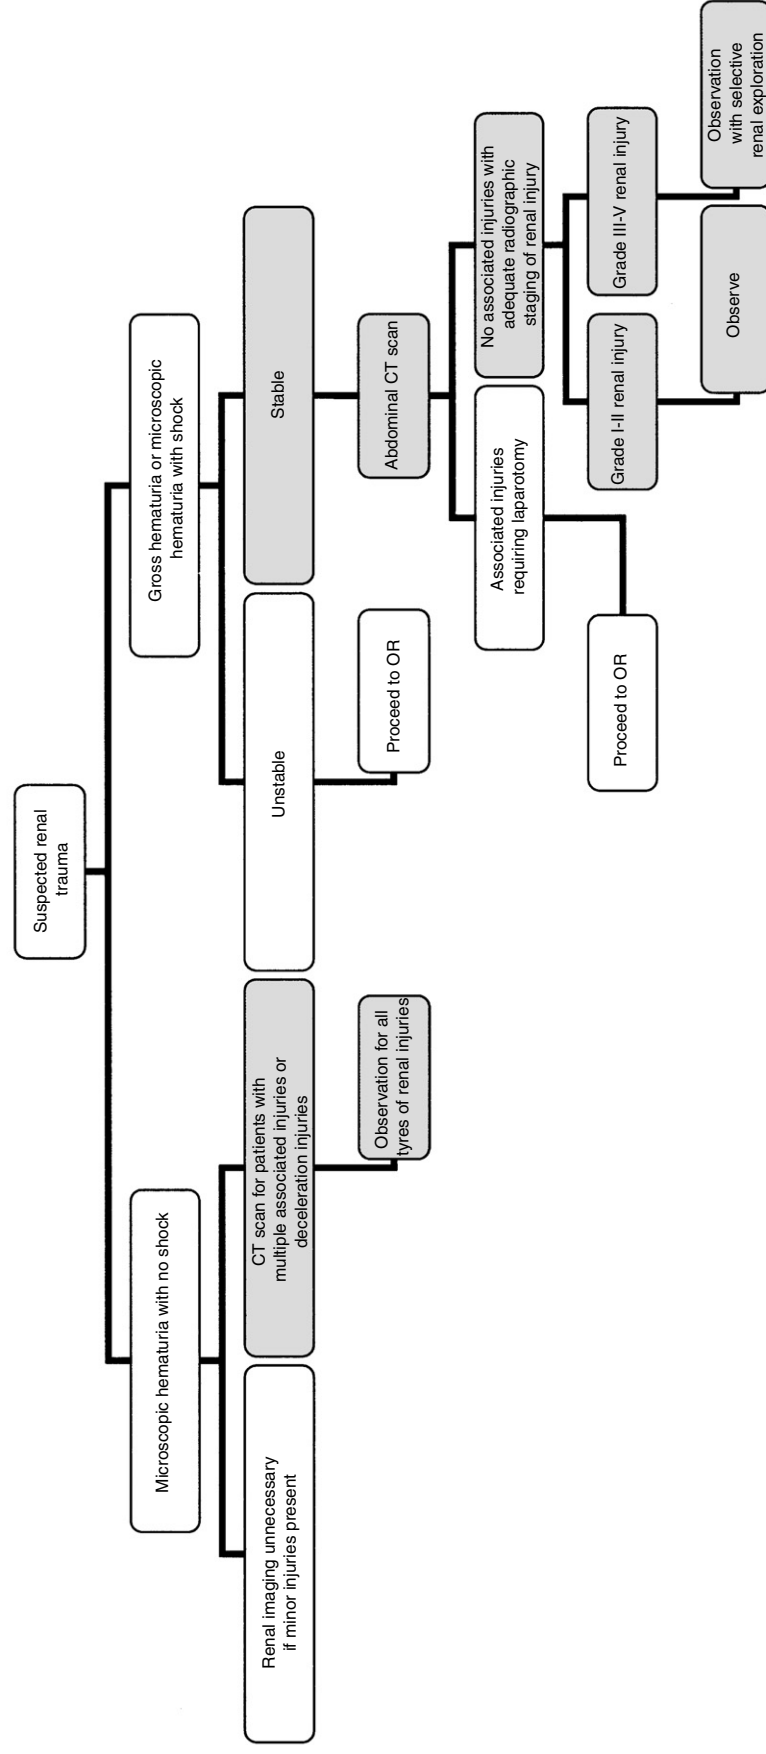 Suspected renal
trauma
Microscopic hematuria with no shock
Gross hematuria or microscopic
hematuria with shock
Renal imaging unnecessary
if minor injuries present
CT scan for patients with
multiple associated injuries or
deceleration injuries
Unstable
Stable
Observation for all
tyres of renal injuries
Proceed to OR
Abdominal CT scan
Associated injuries
requiring laparotomy
No associated injuries with
adequate radiographic
staging of renal injury
Proceed to OR
Grade I-II renal injury
Grade III-V renal injury
Observe
Observation
with selective
renal exploration